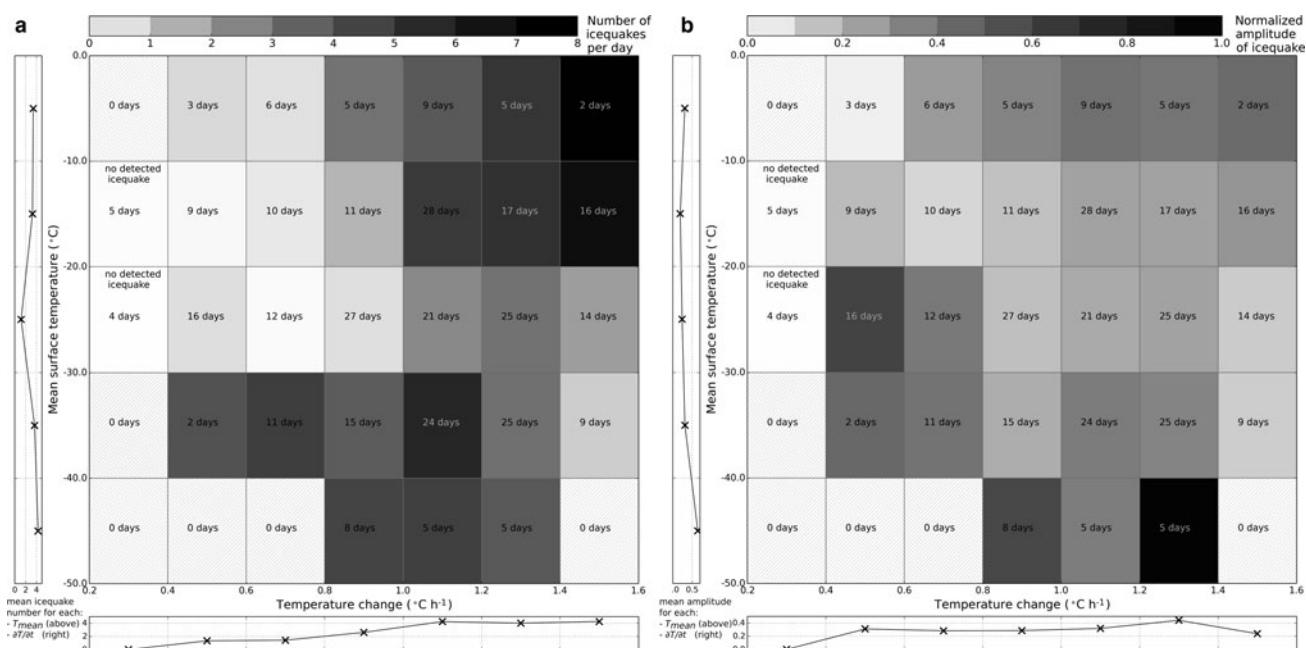 a
0 1 2 3 4 5 6 7 8
Number of
icequakes
per day
0.0
0 days 3 days 6 days 5 days 9 days 5 days 2 days
-10.0
no detected
icequake
5 days 9 days 10 days 11 days 28 days 17 days 16 days
-20.0
no detected
icequake
4 days 16 days 12 days 27 days 21 days 25 days 14 days
-30.0
0 days 2 days 11 days 15 days 24 days 25 days 9 days
-40.0
0 days 0 days 0 days 8 days 5 days 5 days 0 days
-50.0
Mean surface temperature (°C)
0 2 4
0.2 0.4 0.6 0.8 1.0 1.2 1.4 1.6
Temperature change (°C h-1)
mean icequake
number for each:
- Tmean (above)
- ∂T/∂t (right)
4
2
0
b
0.0 0.2 0.4 0.6 0.8 1.0
Normalized
amplitude
of icequake
0.0
0 days 3 days 6 days 5 days 9 days 5 days 2 days
-10.0
no detected
icequake
5 days 9 days 10 days 11 days 28 days 17 days 16 days
-20.0
no detected
icequake
4 days 16 days 12 days 27 days 21 days 25 days 14 days
-30.0
0 days 2 days 11 days 15 days 24 days 25 days 9 days
-40.0
0 days 0 days 0 days 8 days 5 days 5 days 0 days
-50.0
Mean surface temperature (°C)
.0 0.5
0.2 0.4 0.6 0.8 1.0 1.2 1.4 1.6
Temperature change (°C h-1)
mean amplitude
for each:
- Tmean (above)
- ∂T/∂t (right)
0.4
0.2
0.0